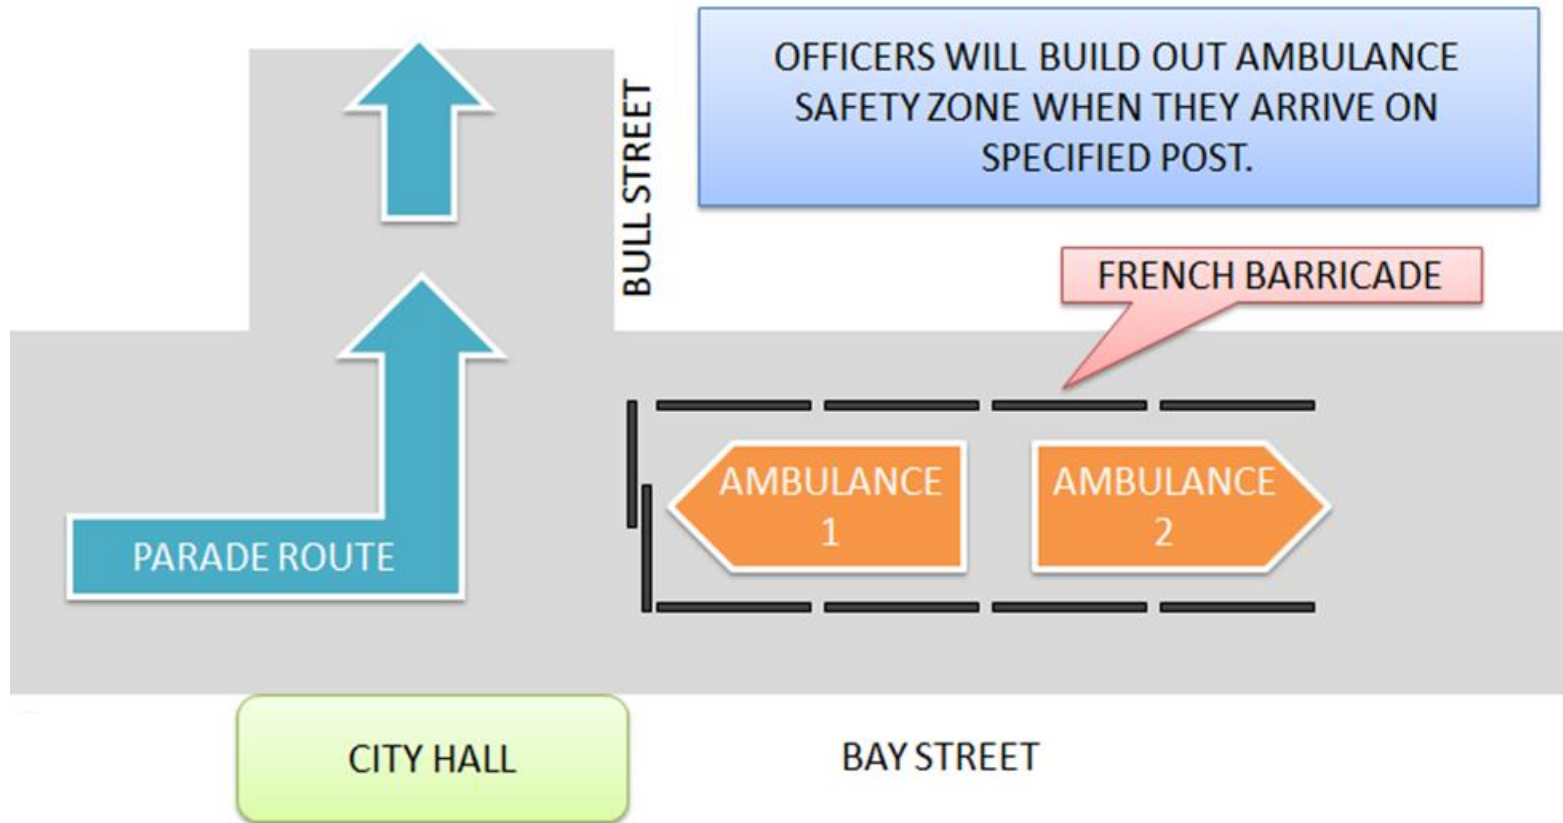 OFFICERS WILL BUILD OUT AMBULANCE
SAFETY ZONE WHEN THEY ARRIVE ON
SPECIFIED POST.
BULL STREET
FRENCH BARRICADE
AMBULANCE
1
AMBULANCE
2
PARADE ROUTE
CITY HALL
BAY STREET